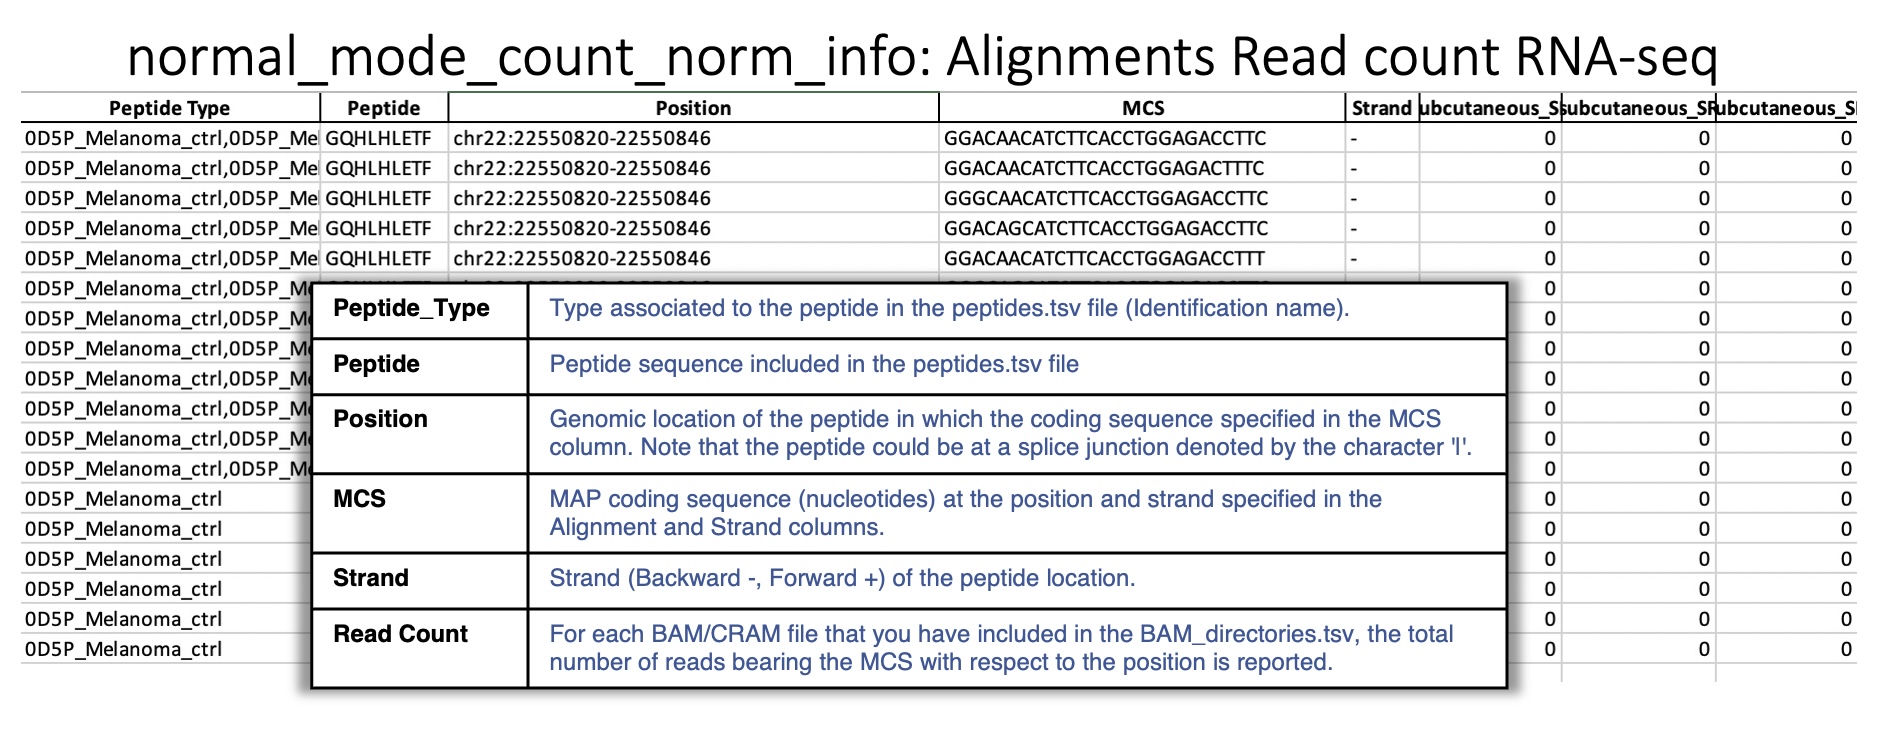 normal_mode_count_norm_info: Alignments Read count RNA-seq
Peptide Type Peptide Position MCS Strand ubcutaneous_S subcutaneous_SR ubcutaneous_S
0D5P_Melanoma_ctrl,0D5P_Me GQHLHLETF chr22:22550820-22550846 GGACAACATCTTCACCTGGAGACCTTC - 0 0 0
0D5P_Melanoma_ctrl,0D5P_Me GQHLHLETF chr22:22550820-22550846 GGACAACATCTTCACCTGGAGACTTTC - 0 0 0
0D5P_Melanoma_ctrl,0D5P_Me GQHLHLETF chr22:22550820-22550846 GGGCAACATCTTCACCTGGAGACCTTC - 0 0 0
0D5P_Melanoma_ctrl,0D5P_Me GQHLHLETF chr22:22550820-22550846 GGACAGCATCTTCACCTGGAGACCTTC - 0 0 0
0D5P_Melanoma_ctrl,0D5P_Me GQHLHLETF chr22:22550820-22550846 GGACAACATCTTCACCTGGAGACCTTT - 0 0 0
0D5P_Melanoma_ctrl,0D5P_M 0 0 0
0D5P_Melanoma_ctrl,0D5P_M 0 0 0
0D5P_Melanoma_ctrl,0D5P_M 0 0 0
0D5P_Melanoma_ctrl,0D5P_M 0 0 0
0D5P_Melanoma_ctrl,0D5P_M 0 0 0
0D5P_Melanoma_ctrl,0D5P_M 0 0 0
0D5P_Melanoma_ctrl,0D5P_M 0 0 0
0D5P_Melanoma_ctrl 0 0 0
0D5P_Melanoma_ctrl 0 0 0
0D5P_Melanoma_ctrl 0 0 0
0D5P_Melanoma_ctrl 0 0 0
0D5P_Melanoma_ctrl 0 0 0
0D5P_Melanoma_ctrl 0 0 0
Peptide_Type Type associated to the peptide in the peptides.tsv file (Identification name).
Peptide Peptide sequence included in the peptides.tsv file
Position Genomic location of the peptide in which the coding sequence specified in the MCS
column. Note that the peptide could be at a splice junction denoted by the character 'I'.
MCS MAP coding sequence (nucleotides) at the position and strand specified in the
Alignment and Strand columns.
Strand Strand (Backward -, Forward +) of the peptide location.
Read Count For each BAM/CRAM file that you have included in the BAM_directories.tsv, the total
number of reads bearing the MCS with respect to the position is reported.